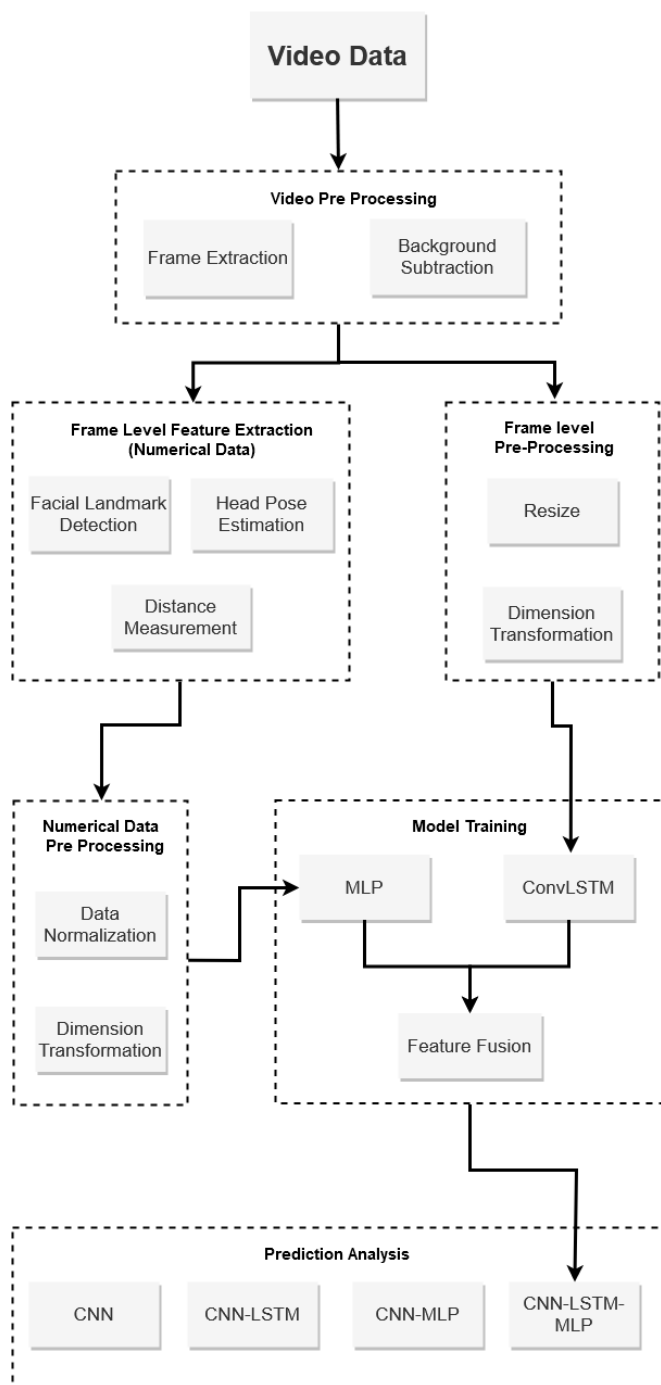 Video Data
Video Pre Processing
Frame Extraction
Background
Subtraction
Frame Level Feature Extraction
(Numerical Data)
Facial Landmark
Detection
Head Pose
Estimation
Distance
Measurement
Frame level
Pre-Processing
Resize
Dimension
Transformation
Numerical Data
Pre Processing
Data
Normalization
Dimension
Transformation
Model Training
MLP
ConvLSTM
Feature Fusion
Prediction Analysis
CNN
CNN-LSTM
CNN-MLP
CNN-LSTM-
MLP